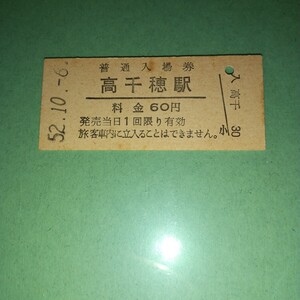 52.10.-6.
普通入場券
高千穂駅
料金60円
発売当日1回限り有効
旅客車内に立入ることはできません。
入 高千
30